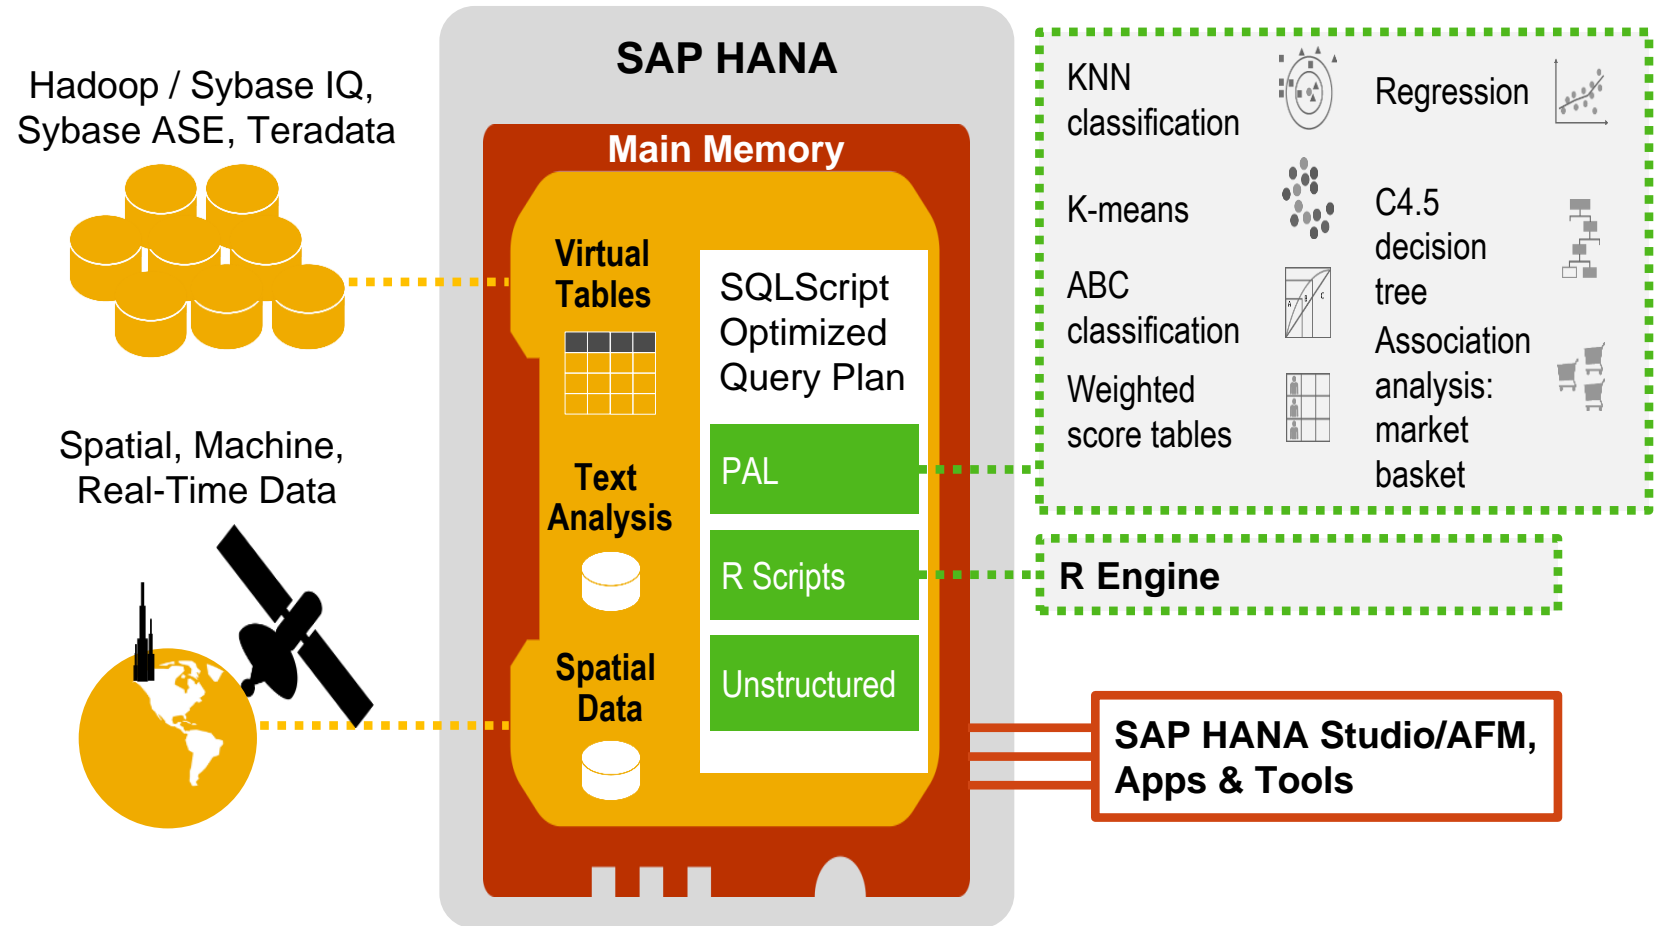 SAP HANA
Hadoop / Sybase IQ,
Sybase ASE, Teradata
Spatial, Machine,
Real-Time Data
Main Memory
Virtual
Tables
Text
Analysis
Spatial
Data
SQLScript
Optimized
Query Plan
PAL
R Scripts
Unstructured
KNN
classification
K-means
ABC
classification
A B C
Weighted
score tables
Regression
C4.5
decision
tree
Association
analysis:
market
basket
R Engine
SAP HANA Studio/AFM,
Apps & Tools